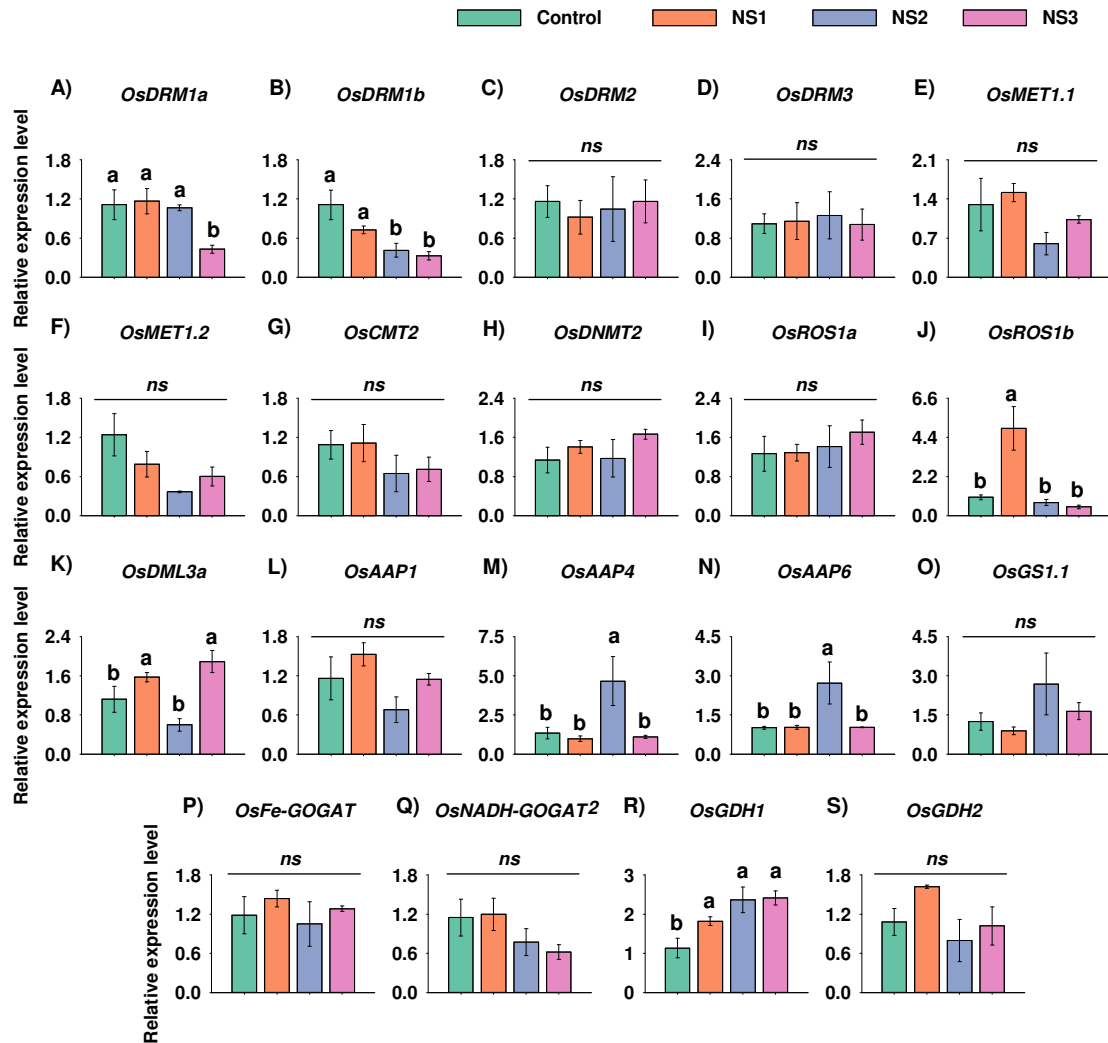 Control NS1 NS2 NS3
A) OsDRM1a B) OsDRM1b C) OsDRM2 D) OsDRM3 E) OsMET1.1
Relative expression level
1.8 1.2 0.6 0.0 a a a b
1.8 1.2 0.6 0.0 a a b b
1.8 1.2 0.6 0.0 ns
2.4 1.6 0.8 0.0 ns
2.1 1.4 0.7 0.0 ns
F) OsMET1.2 G) OsCMT2 H) OsDNMT2 I) OsROS1a J) OsROS1b
Relative expression level
1.8 1.2 0.6 0.0 ns
1.8 1.2 0.6 0.0 ns
2.4 1.6 0.8 0.0 ns
2.4 1.6 0.8 0.0 ns
6.6 4.4 2.2 0.0 b a b b
K) OsDML3a L) OsAAP1 M) OsAAP4 N) OsAAP6 O) OsGS1.1
Relative expression level
2.4 1.6 0.8 0.0 b a b a
1.8 1.2 0.6 0.0 ns
7.5 5.0 2.5 0.0 b b a b
4.5 3.0 1.5 0.0 b b a b
4.5 3.0 1.5 0.0 ns
P) OsFe-GOGAT Q) OsNADH-GOGAT2 R) OsGDH1 S) OsGDH2
Relative expression level
1.8 1.2 0.6 0.0 ns
1.8 1.2 0.6 0.0 ns
3 2 1 0 b a a a
1.8 1.2 0.6 0.0 ns